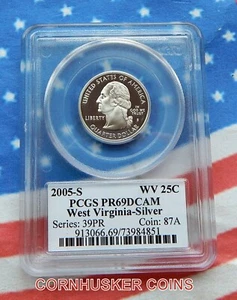 UNITED STATES OF AMERICA
LIBERTY
IN GOD WE TRUST
S
QUARTER DOLLAR
2005-S WV 25C
PCGS PR69DCAM
West Virginia-Silver
Series: 39PR Coin: 87A
913066.69/73984851
CORNHUSKER COINS